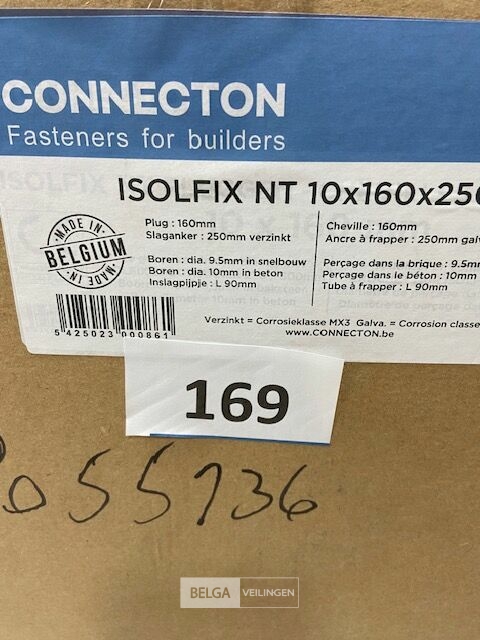 CONNECTON
Fasteners for builders
ISOLFIX NT 10x160x250
MADE IN
BELGIUM
MADE IN
Plug : 160mm
Slaganker : 250mm verzinkt
Boren : dia. 9.5mm in snelbouw
Boren : dia. 10mm in beton
Inslagpijpje : L 90mm
Cheville : 160mm
Ancre à frapper : 250mm galv
Perçage dans la brique : 9.5mm
Perçage dans le béton : 10mm
Tube à frapper : L 90mm
5 425023 000861
Verzinkt = Corrosieklasse MX3 Galva. = Corrosion classe
www.CONNECTON.be
169
055736
BELGA VEILINGEN